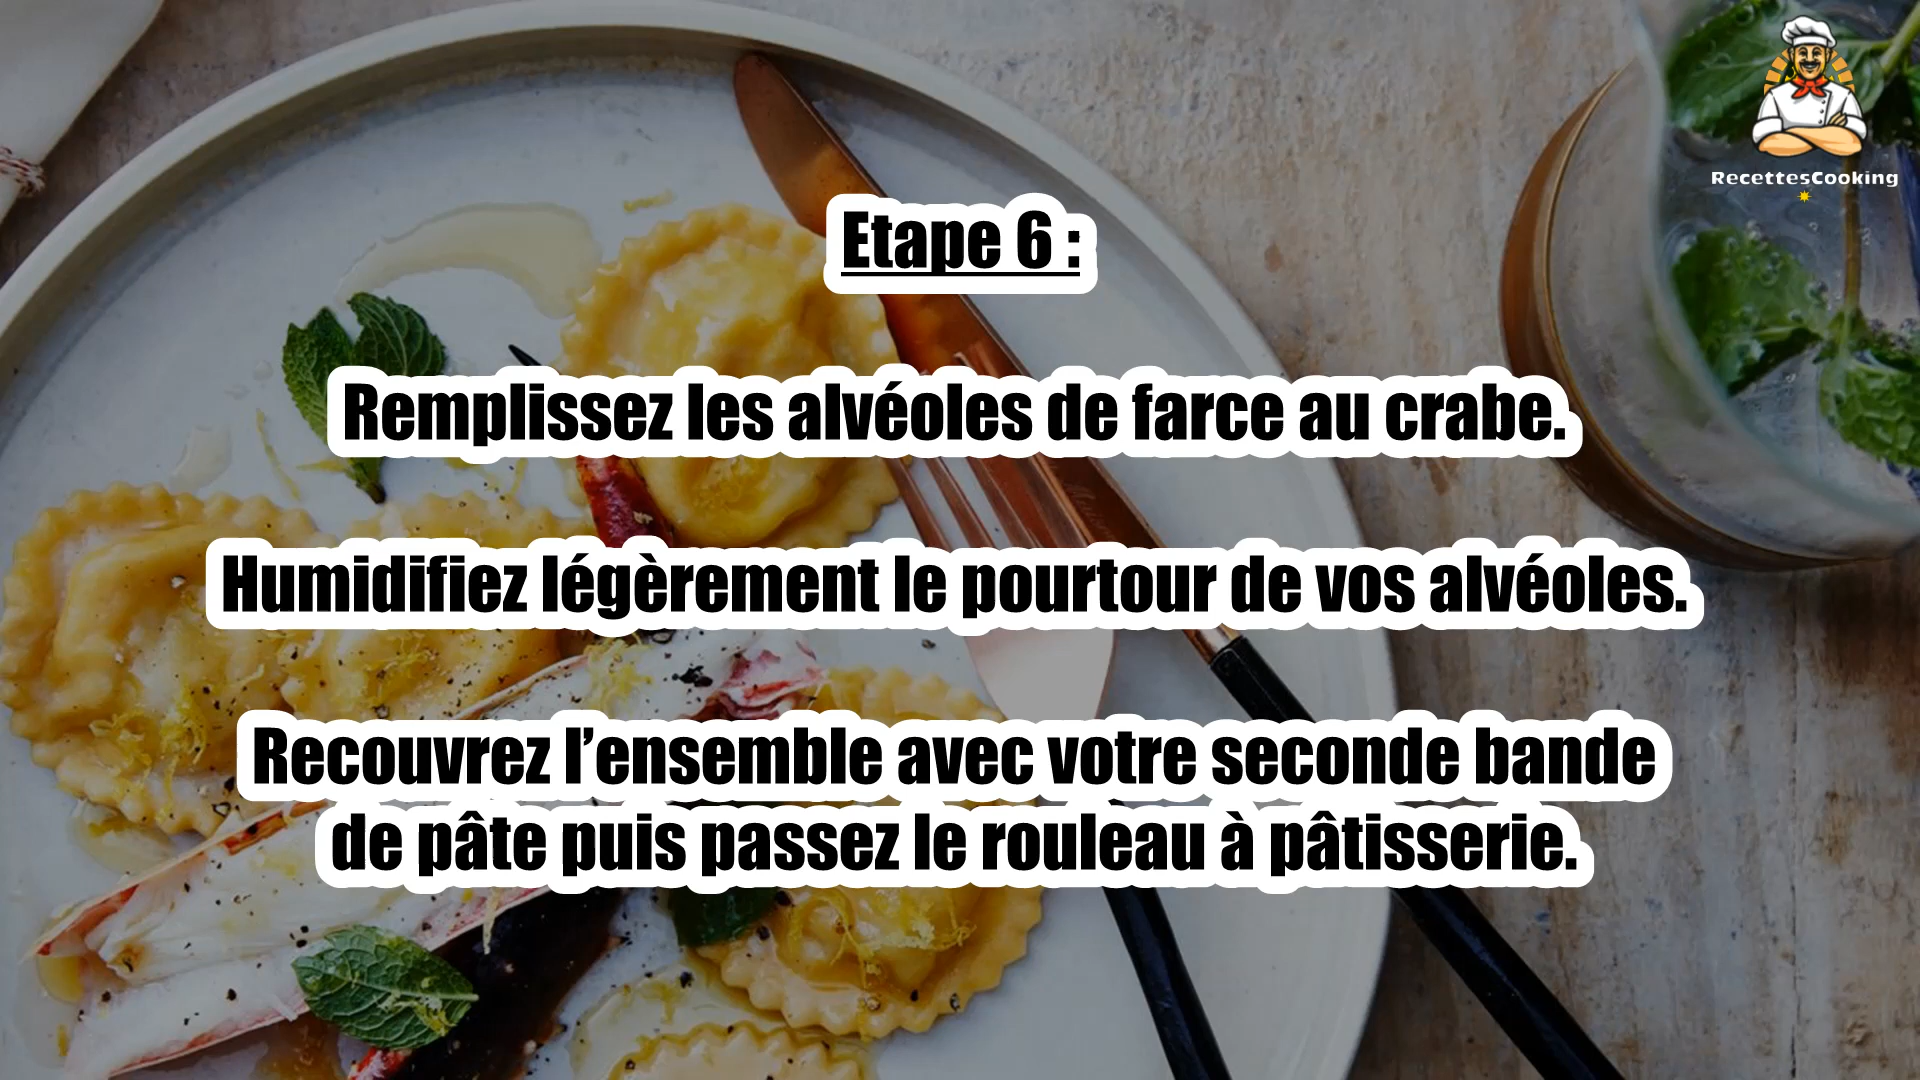 RecettesCooking
Etape 6 :
Remplissez les alvéoles de farce au crabe.
Humidifiez légèrement le pourtour de vos alvéoles.
Recouvrez l’ensemble avec votre seconde bande
de pâte puis passez le rouleau à pâtisserie.